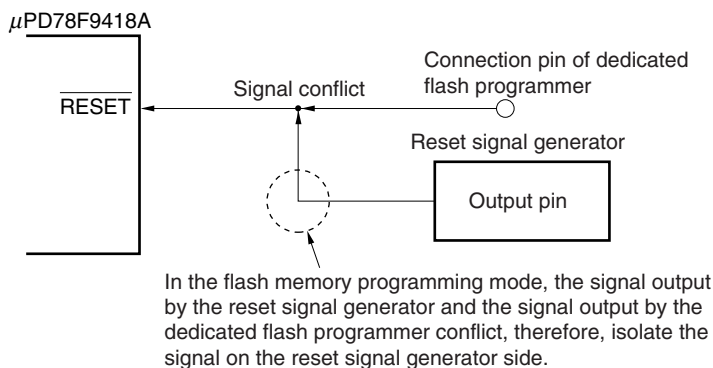 μPD78F9418A
Connection pin of dedicated
flash programmer
Signal conflict
RESET
Reset signal generator
Output pin
In the flash memory programming mode, the signal output
by the reset signal generator and the signal output by the
dedicated flash programmer conflict, therefore, isolate the
signal on the reset signal generator side.